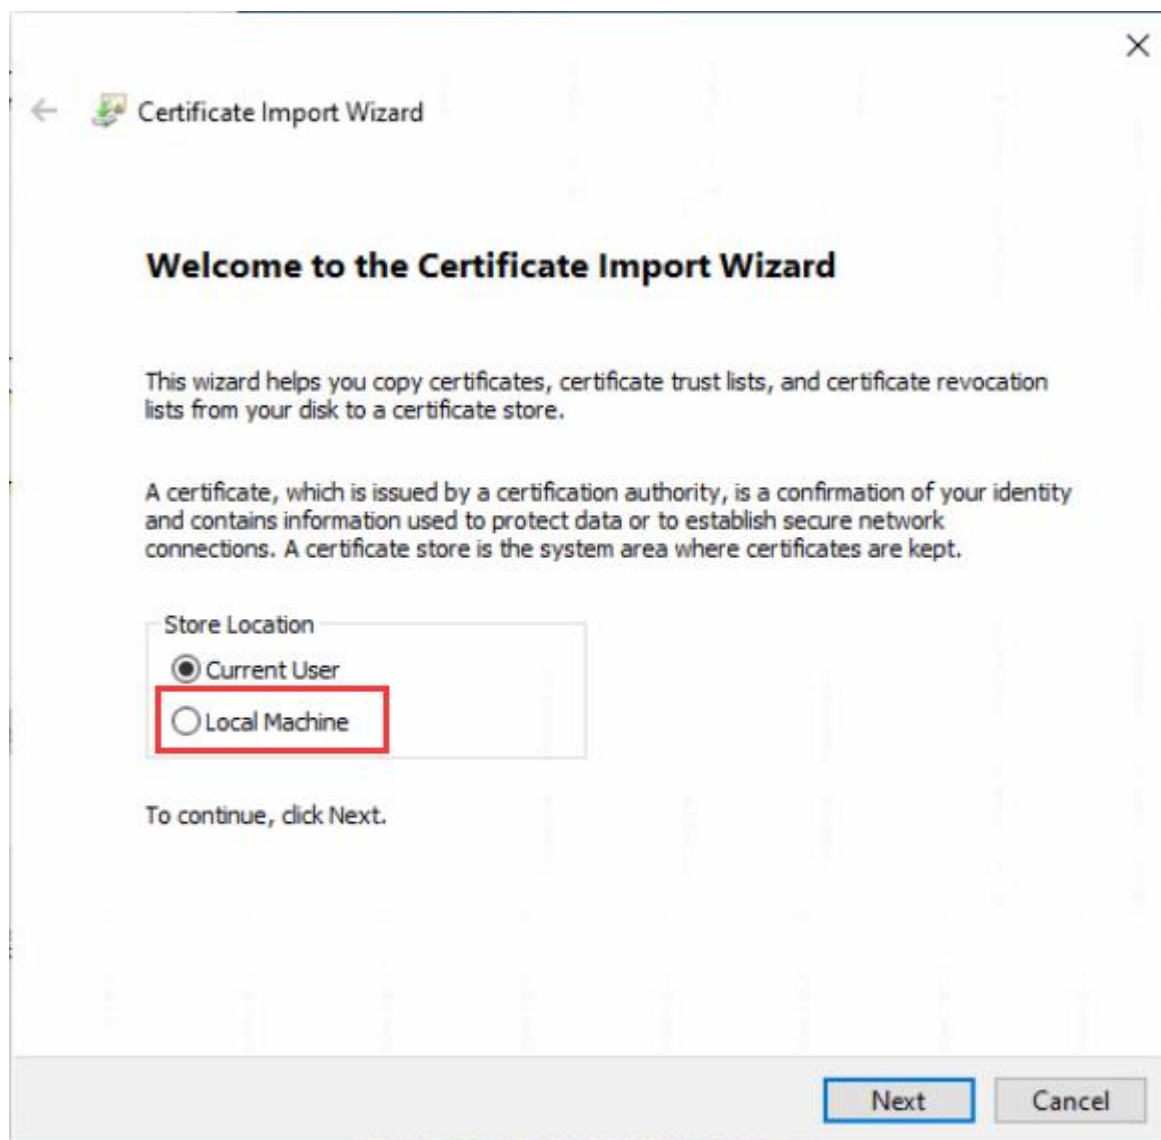 Certificate Import Wizard
Welcome to the Certificate Import Wizard
This wizard helps you copy certificates, certificate trust lists, and certificate revocation
lists from your disk to a certificate store.
A certificate, which is issued by a certification authority, is a confirmation of your identity
and contains information used to protect data or to establish secure network
connections. A certificate store is the system area where certificates are kept.
Store Location
Current User
Local Machine
To continue, click Next.
Next
Cancel